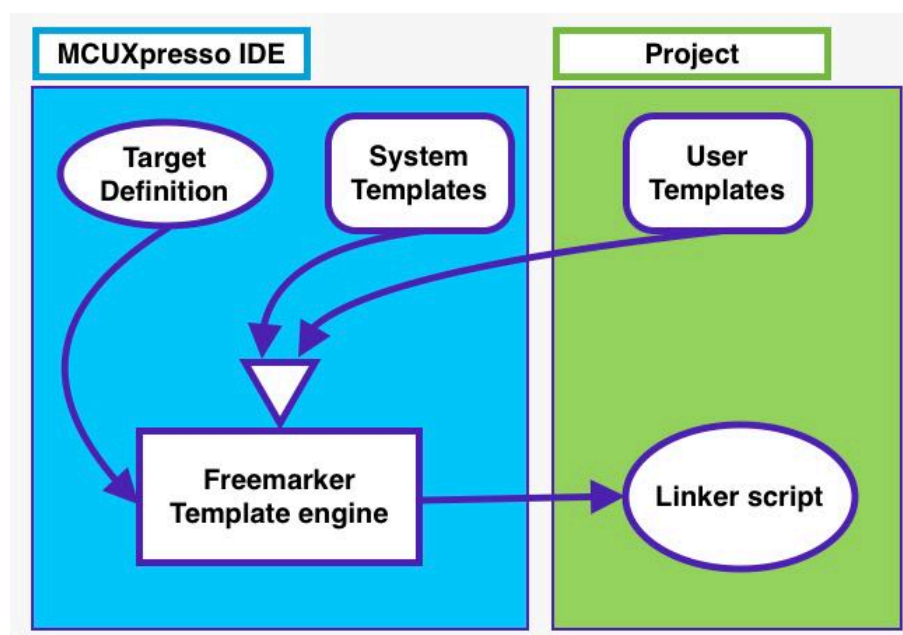 MCUXpresso IDE
Project
Target
Definition
System
Templates
User
Templates
Freemarker
Template engine
Linker script